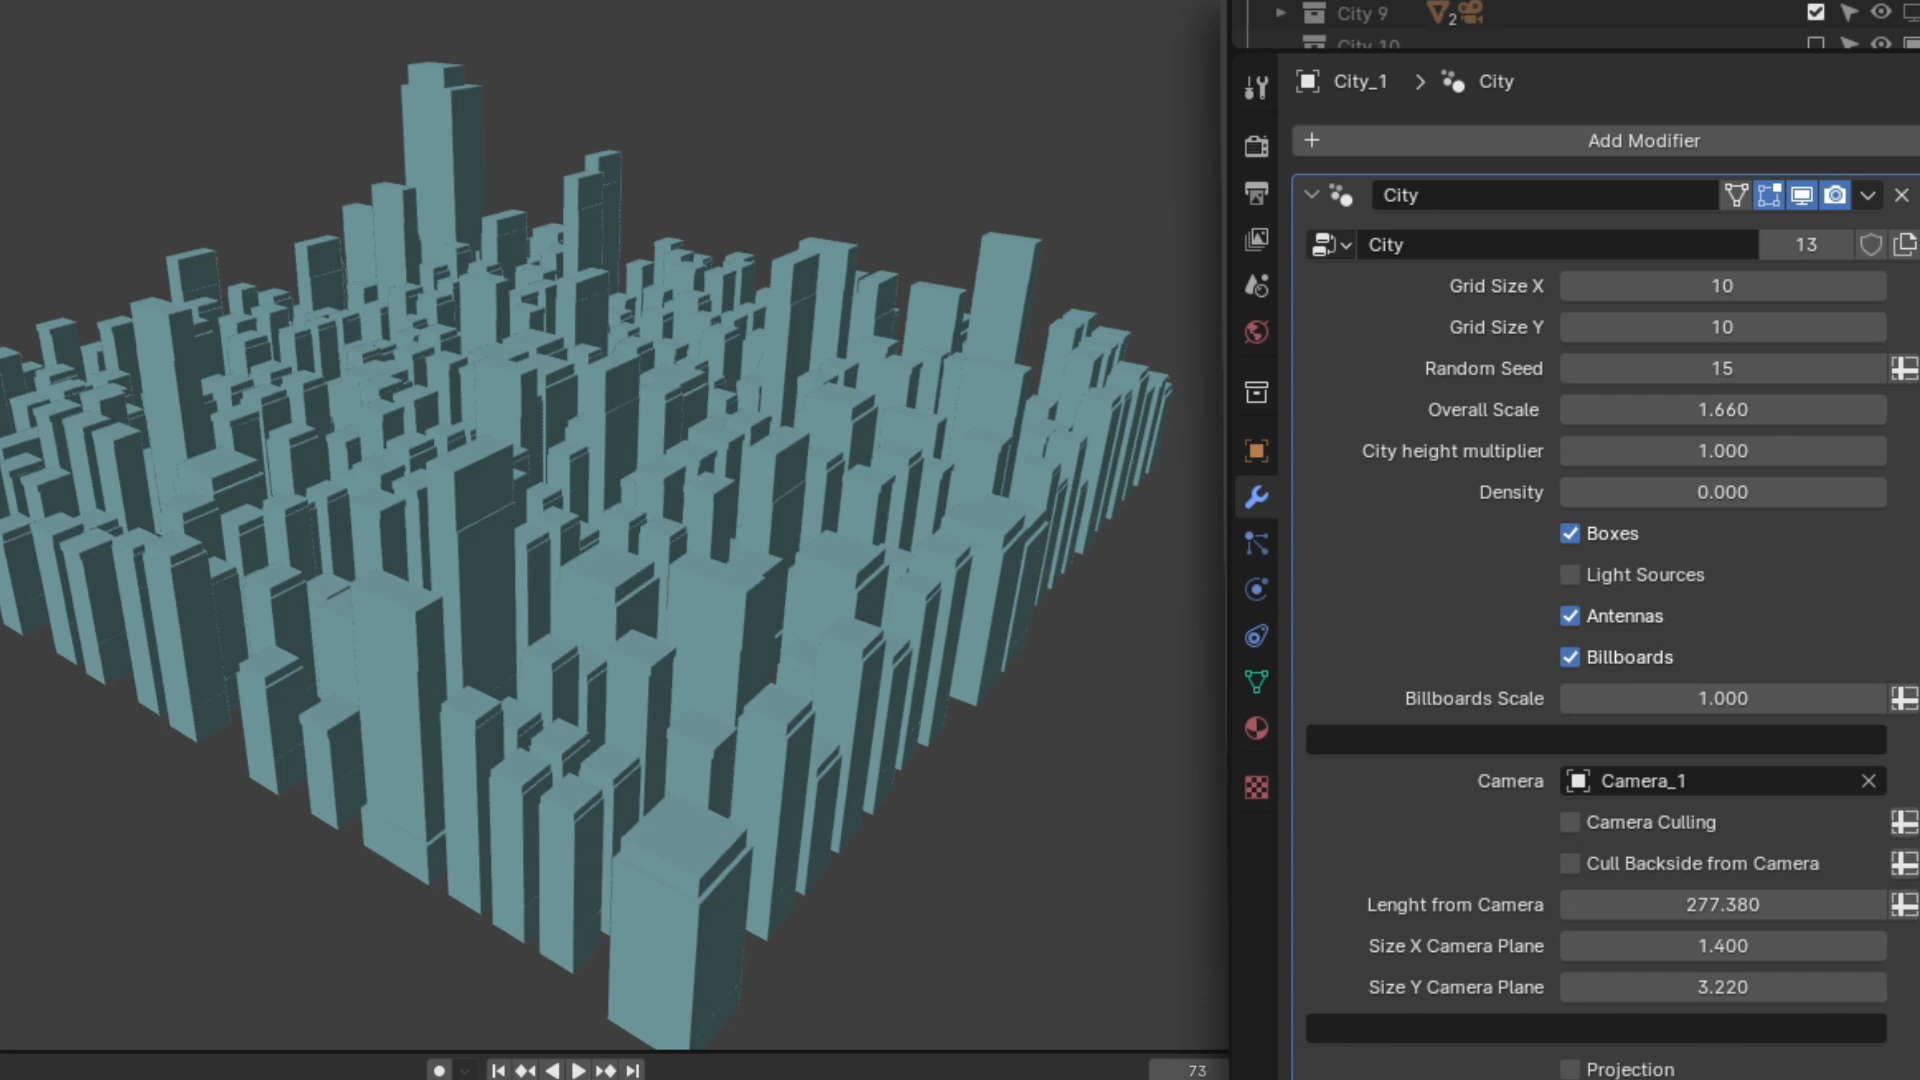 City 9
2
City 10
City_1 > City
Add Modifier
City
City
13
Grid Size X 10
Grid Size Y 10
Random Seed 15
Overall Scale 1.660
City height multiplier 1.000
Density 0.000
Boxes
Light Sources
Antennas
Billboards
Billboards Scale 1.000
Camera Camera_1
Camera Culling
Cull Backside from Camera
Lenght from Camera 277.380
Size X Camera Plane 1.400
Size Y Camera Plane 3.220
Projection
73